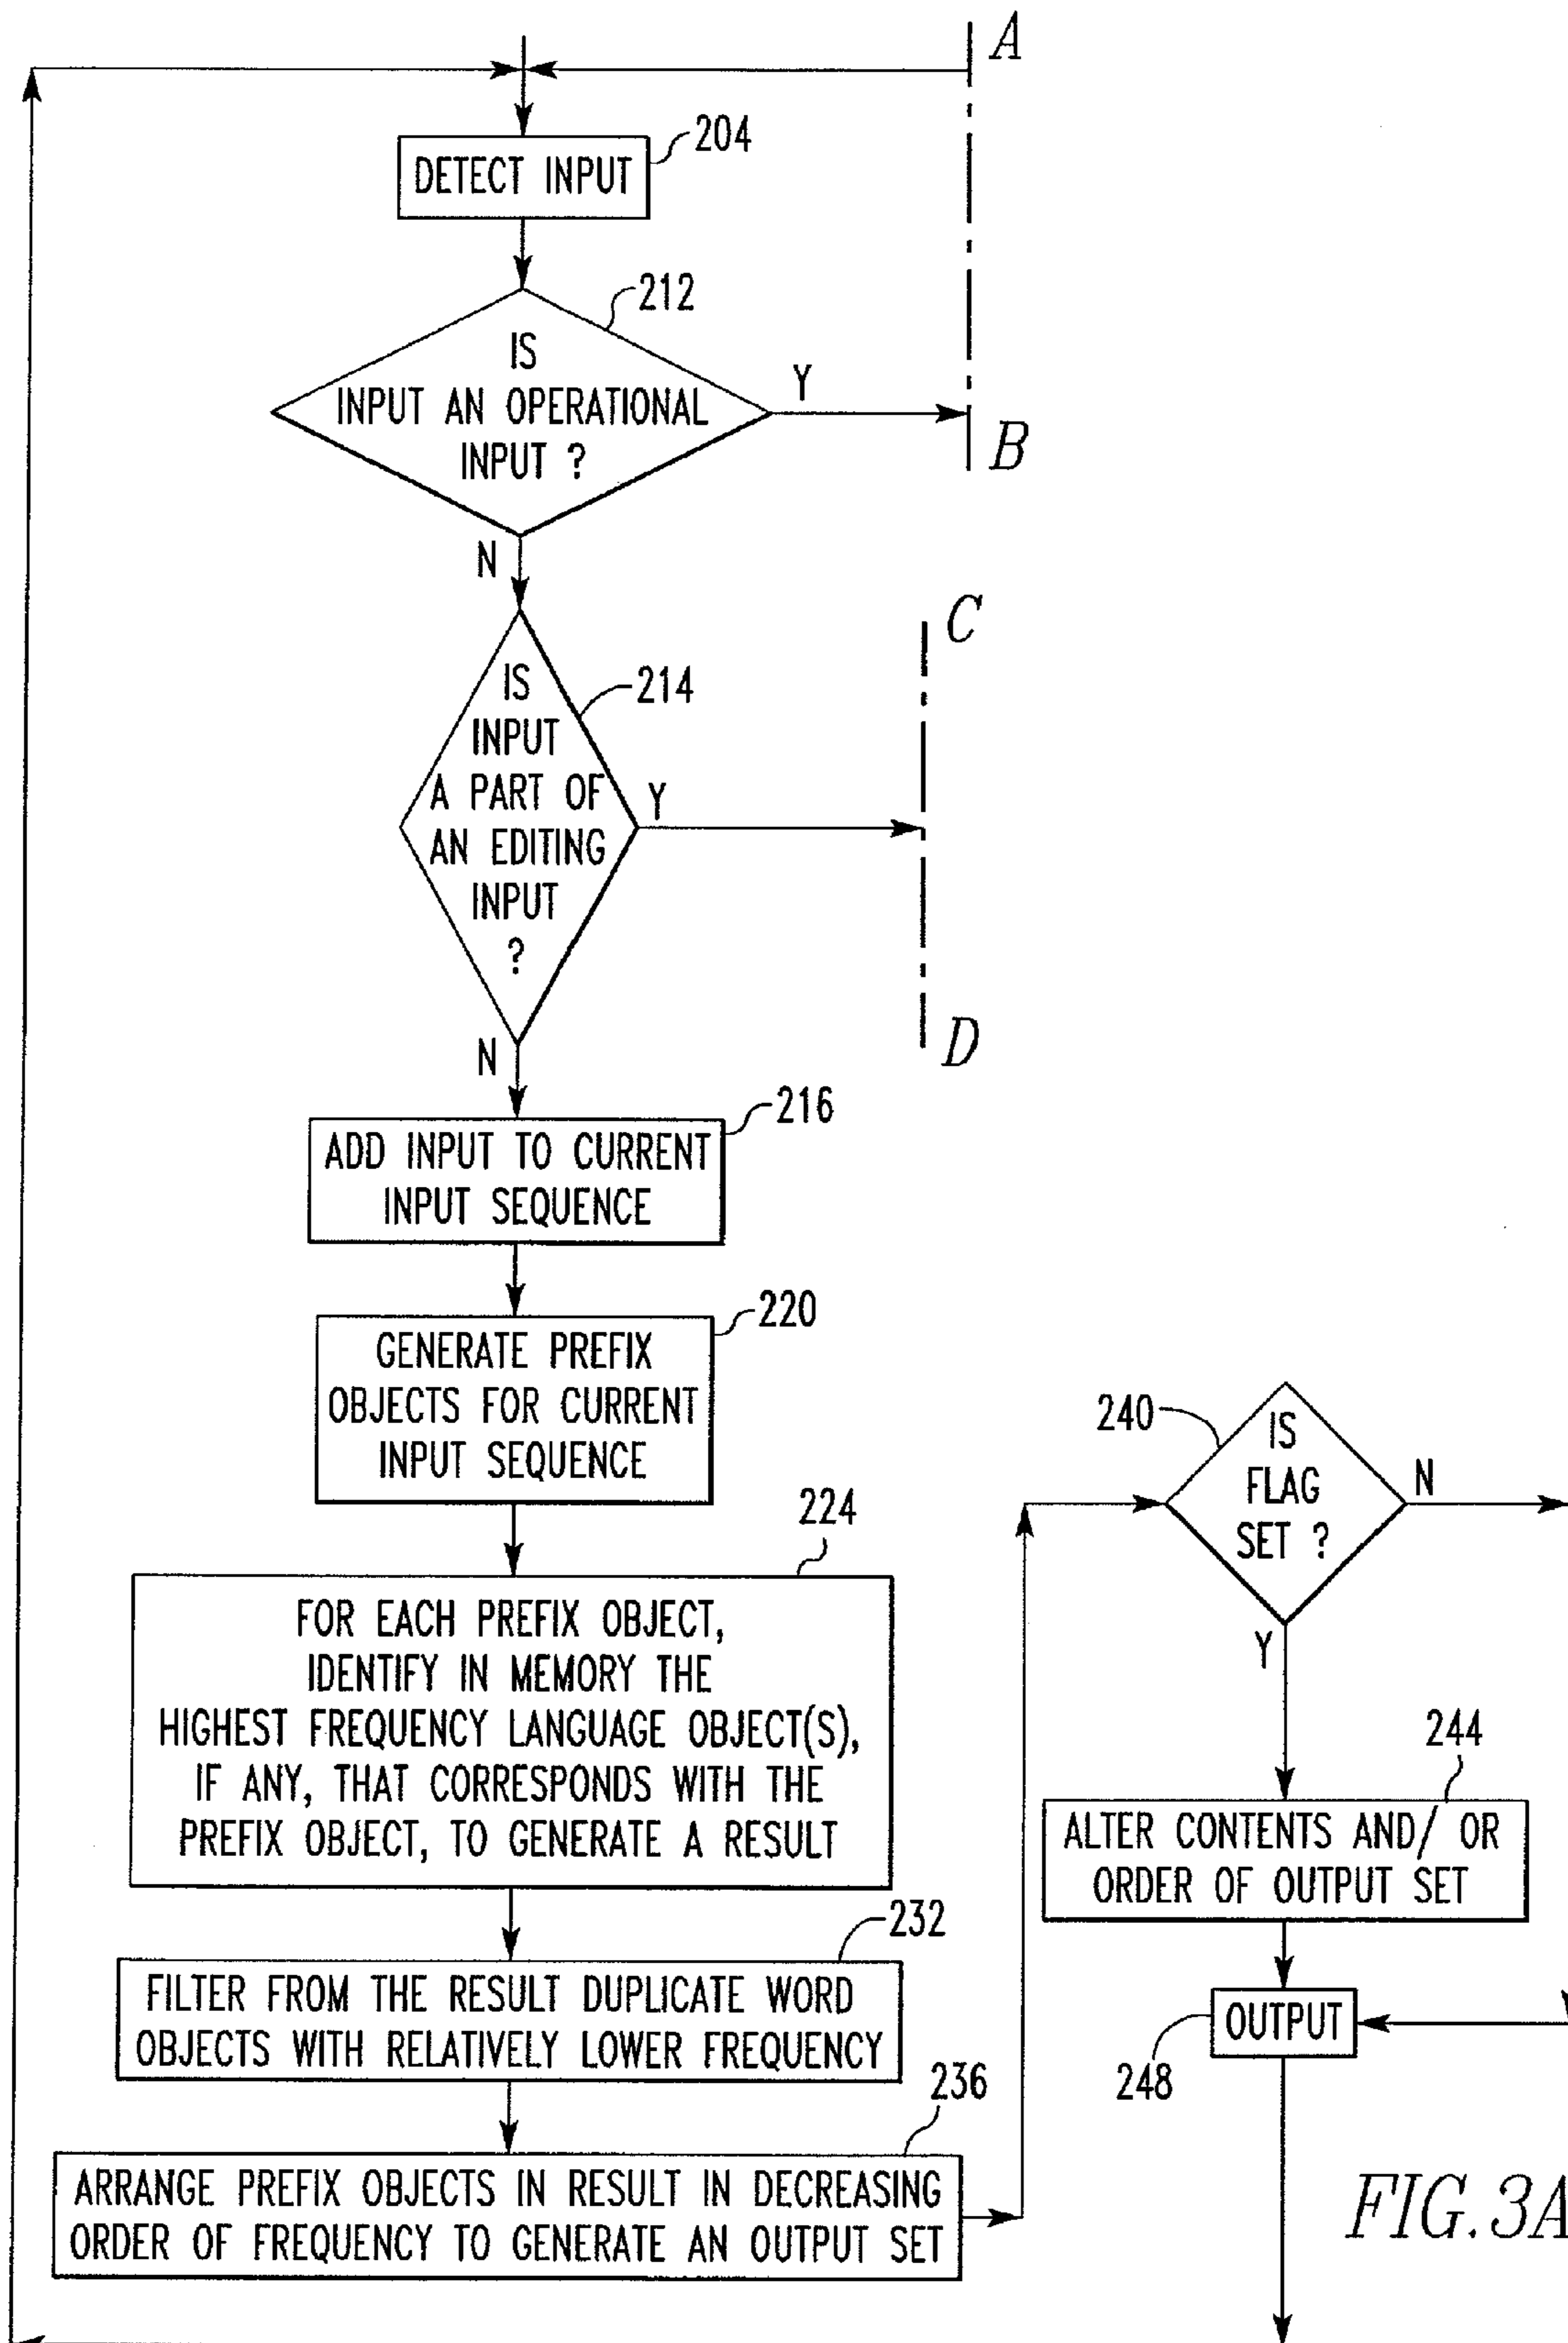 A
204
DETECT INPUT
212
IS
INPUT AN OPERATIONAL
INPUT ?
Y
B
N
C
214
IS
INPUT
A PART OF
AN EDITING
INPUT
?
Y
D
N
216
ADD INPUT TO CURRENT
INPUT SEQUENCE
220
GENERATE PREFIX
OBJECTS FOR CURRENT
INPUT SEQUENCE
224
FOR EACH PREFIX OBJECT,
IDENTIFY IN MEMORY THE
HIGHEST FREQUENCY LANGUAGE OBJECT(S),
IF ANY, THAT CORRESPONDS WITH THE
PREFIX OBJECT, TO GENERATE A RESULT
232
FILTER FROM THE RESULT DUPLICATE WORD
OBJECTS WITH RELATIVELY LOWER FREQUENCY
236
ARRANGE PREFIX OBJECTS IN RESULT IN DECREASING
ORDER OF FREQUENCY TO GENERATE AN OUTPUT SET
240
IS
FLAG
SET ?
N
Y
244
ALTER CONTENTS AND/ OR
ORDER OF OUTPUT SET
OUTPUT
248
FIG. 3A